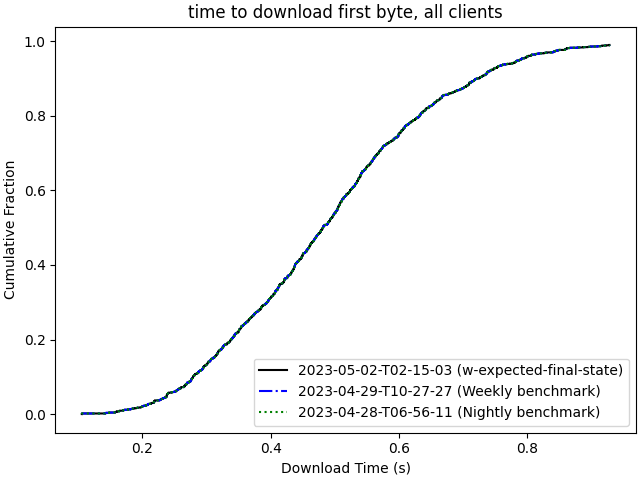 time to download first byte, all clients
1.0
0.8
0.6
0.4
0.2
0.0
Cumulative Fraction
2023-05-02-T02-15-03 (w-expected-final-state)
2023-04-29-T10-27-27 (Weekly benchmark)
2023-04-28-T06-56-11 (Nightly benchmark)
0.2 0.4 0.6 0.8
Download Time (s)